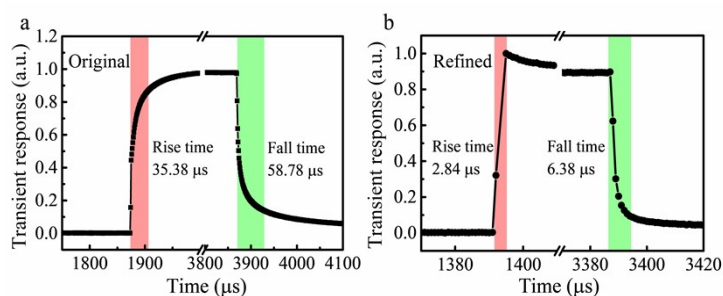 a
Transient response (a.u.)
1.2
1.0
0.8
0.6
0.4
0.2
0.0
Original
Rise time
35.38 μs
Fall time
58.78 μs
1800 1900 3800 3900 4000 4100
Time (μs)
b
Transient response (a.u.)
1.0
0.8
0.6
0.4
0.2
0.0
Refined
Rise time
2.84 μs
Fall time
6.38 μs
1380 1400 3380 3400 3420
Time (μs)